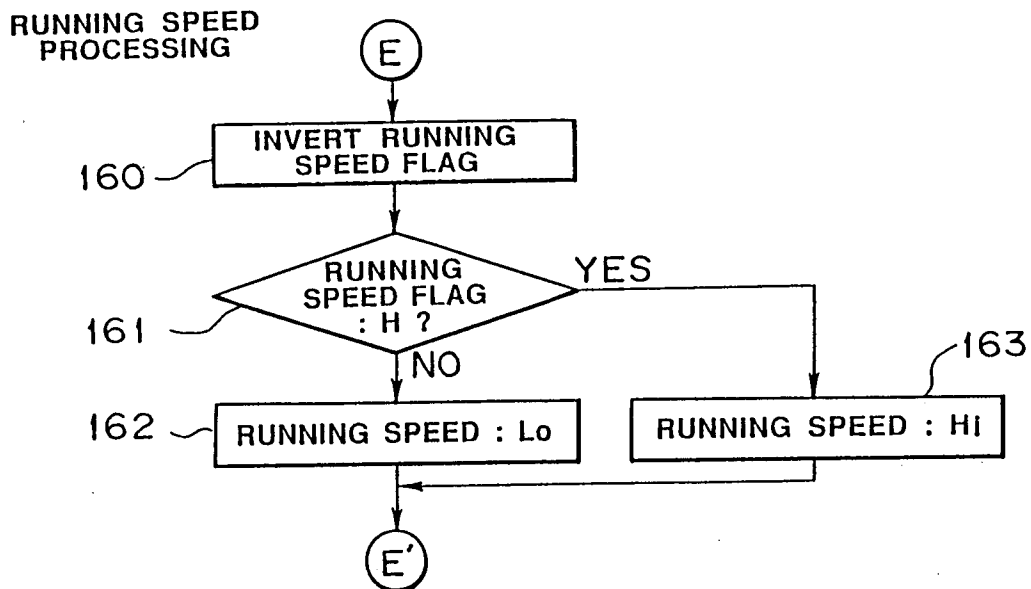 RUNNING SPEED
PROCESSING
E
INVERT RUNNING
SPEED FLAG
160
RUNNING
SPEED FLAG
: H ?
YES
161
NO
163
162
RUNNING SPEED : Lo
RUNNING SPEED : Hi
E'